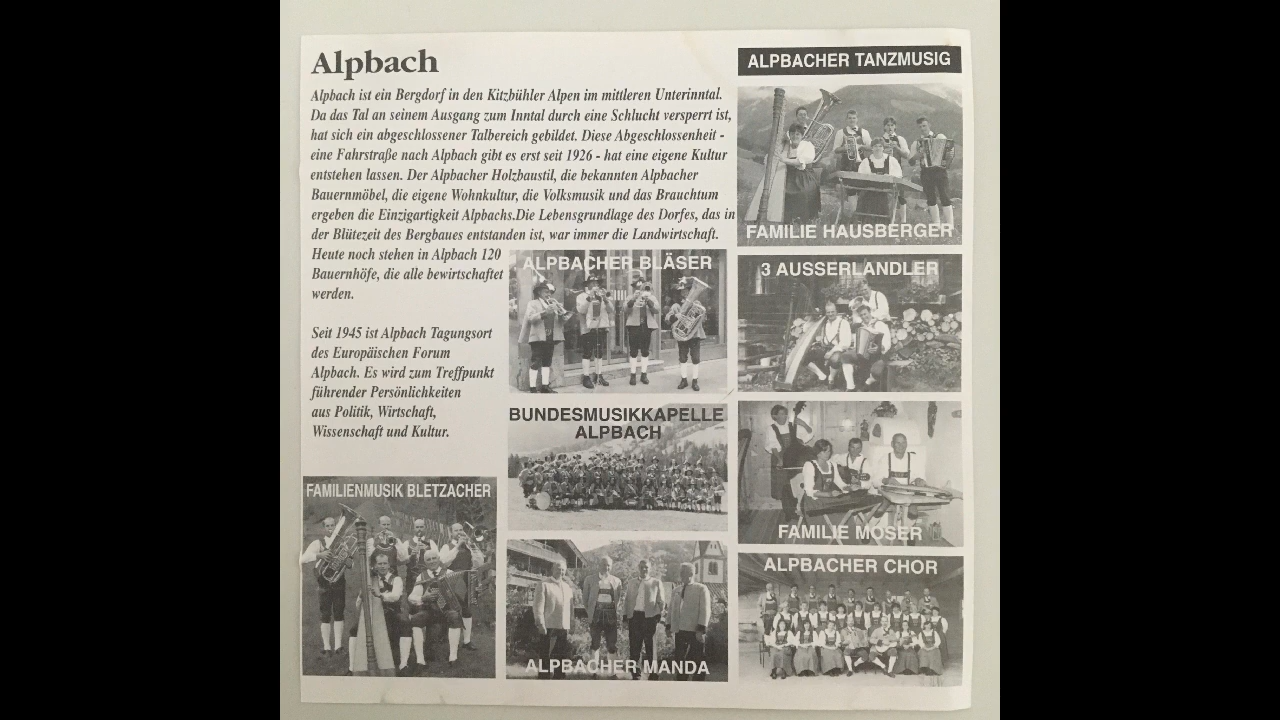 Alpbach
Alpbach ist ein Bergdorf in den Kitzbühler Alpen im mittleren Unterinntal.
Da das Tal an seinem Ausgang zum Inntal durch eine Schlucht versperrt ist,
hat sich ein abgeschlossener Talbereich gebildet. Diese Abgeschlossenheit -
eine Fahrstraße nach Alpbach gibt es erst seit 1926 - hat eine eigene Kultur
entstehen lassen. Der Alpbacher Holzbaustil, die bekannten Alpbacher
Bauernmöbel, die eigene Wohnkultur, die Volksmusik und das Brauchtum
ergeben die Einzigartigkeit Alpbachs.Die Lebensgrundlage des Dorfes, das in
der Blütezeit des Bergbaues entstanden ist, war immer die Landwirtschaft.
Heute noch stehen in Alpbach 120
Bauernhöfe, die alle bewirtschaftet
werden.
Seit 1945 ist Alpbach Tagungsort
des Europäischen Forum
Alpbach. Es wird zum Treffpunkt
führender Persönlichkeiten
aus Politik, Wirtschaft,
Wissenschaft und Kultur.
FAMILIENMUSIK BLETZACHER
ALPBACHER BLÄSER
BUNDESMUSIKKAPELLE
ALPBACH
ALPBACHER MANDA
ALPBACHER TANZMUSIG
FAMILIE HAUSBERGER
3 AUSSERLANDLER
FAMILIE MOSER
ALPBACHER CHOR